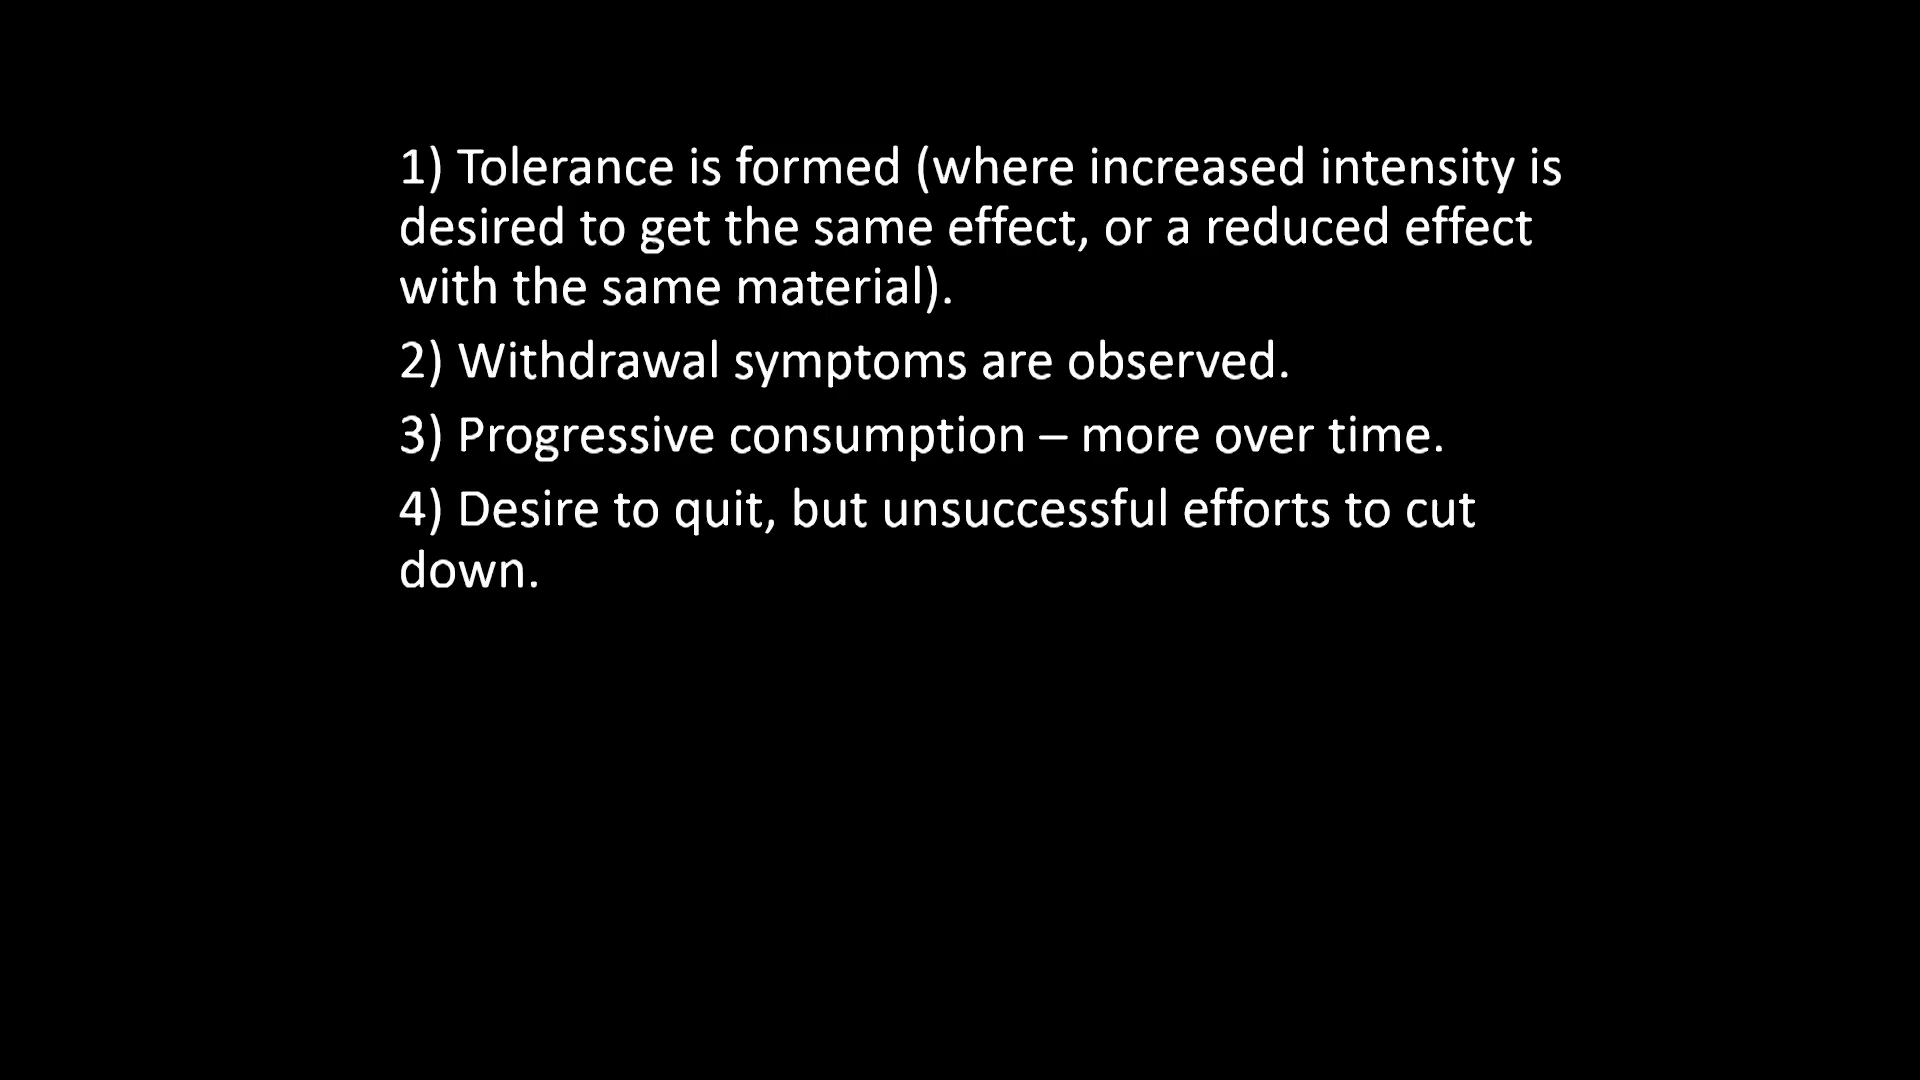 1) Tolerance is formed (where increased intensity is
desired to get the same effect, or a reduced effect
with the same material).
2) Withdrawal symptoms are observed.
3) Progressive consumption – more over time.
4) Desire to quit, but unsuccessful efforts to cut
down.